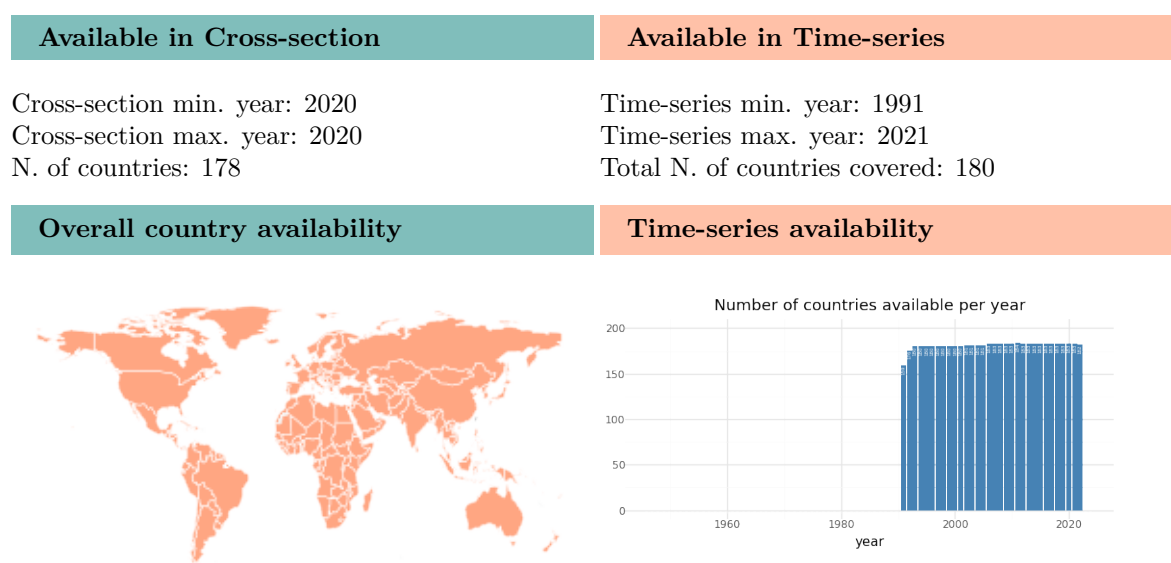 Available in Cross-section
Cross-section min. year: 2020
Cross-section max. year: 2020
N. of countries: 178
Available in Time-series
Time-series min. year: 1991
Time-series max. year: 2021
Total N. of countries covered: 180
Overall country availability
Time-series availability
Number of countries available per year
200
150
100
50
0
1960 1980 2000 2020
year